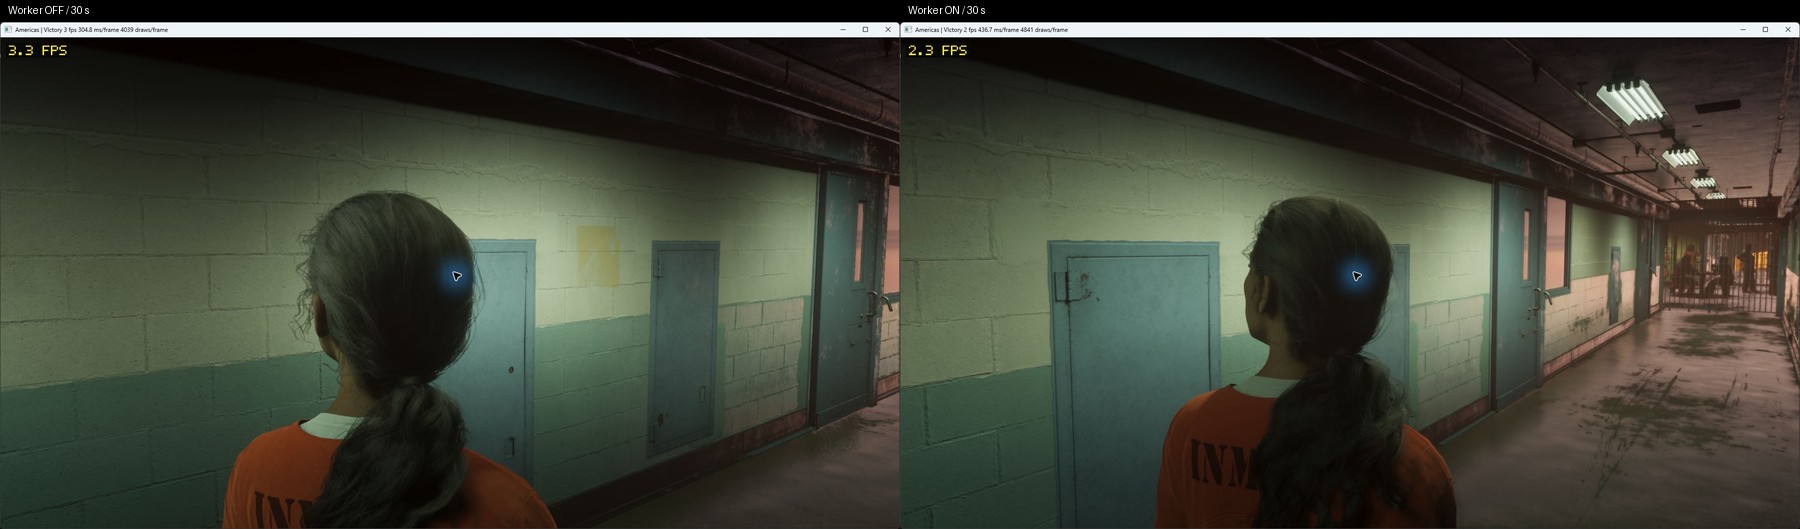 Worker OFF / 30 s
Americas | Victory 3 fps 304.8 ms/frame 4039 draws/frame
3.3 FPS
INM
Worker ON / 30 s
Americas | Victory 2 fps 436.7 ms/frame 4841 draws/frame
2.3 FPS
INM